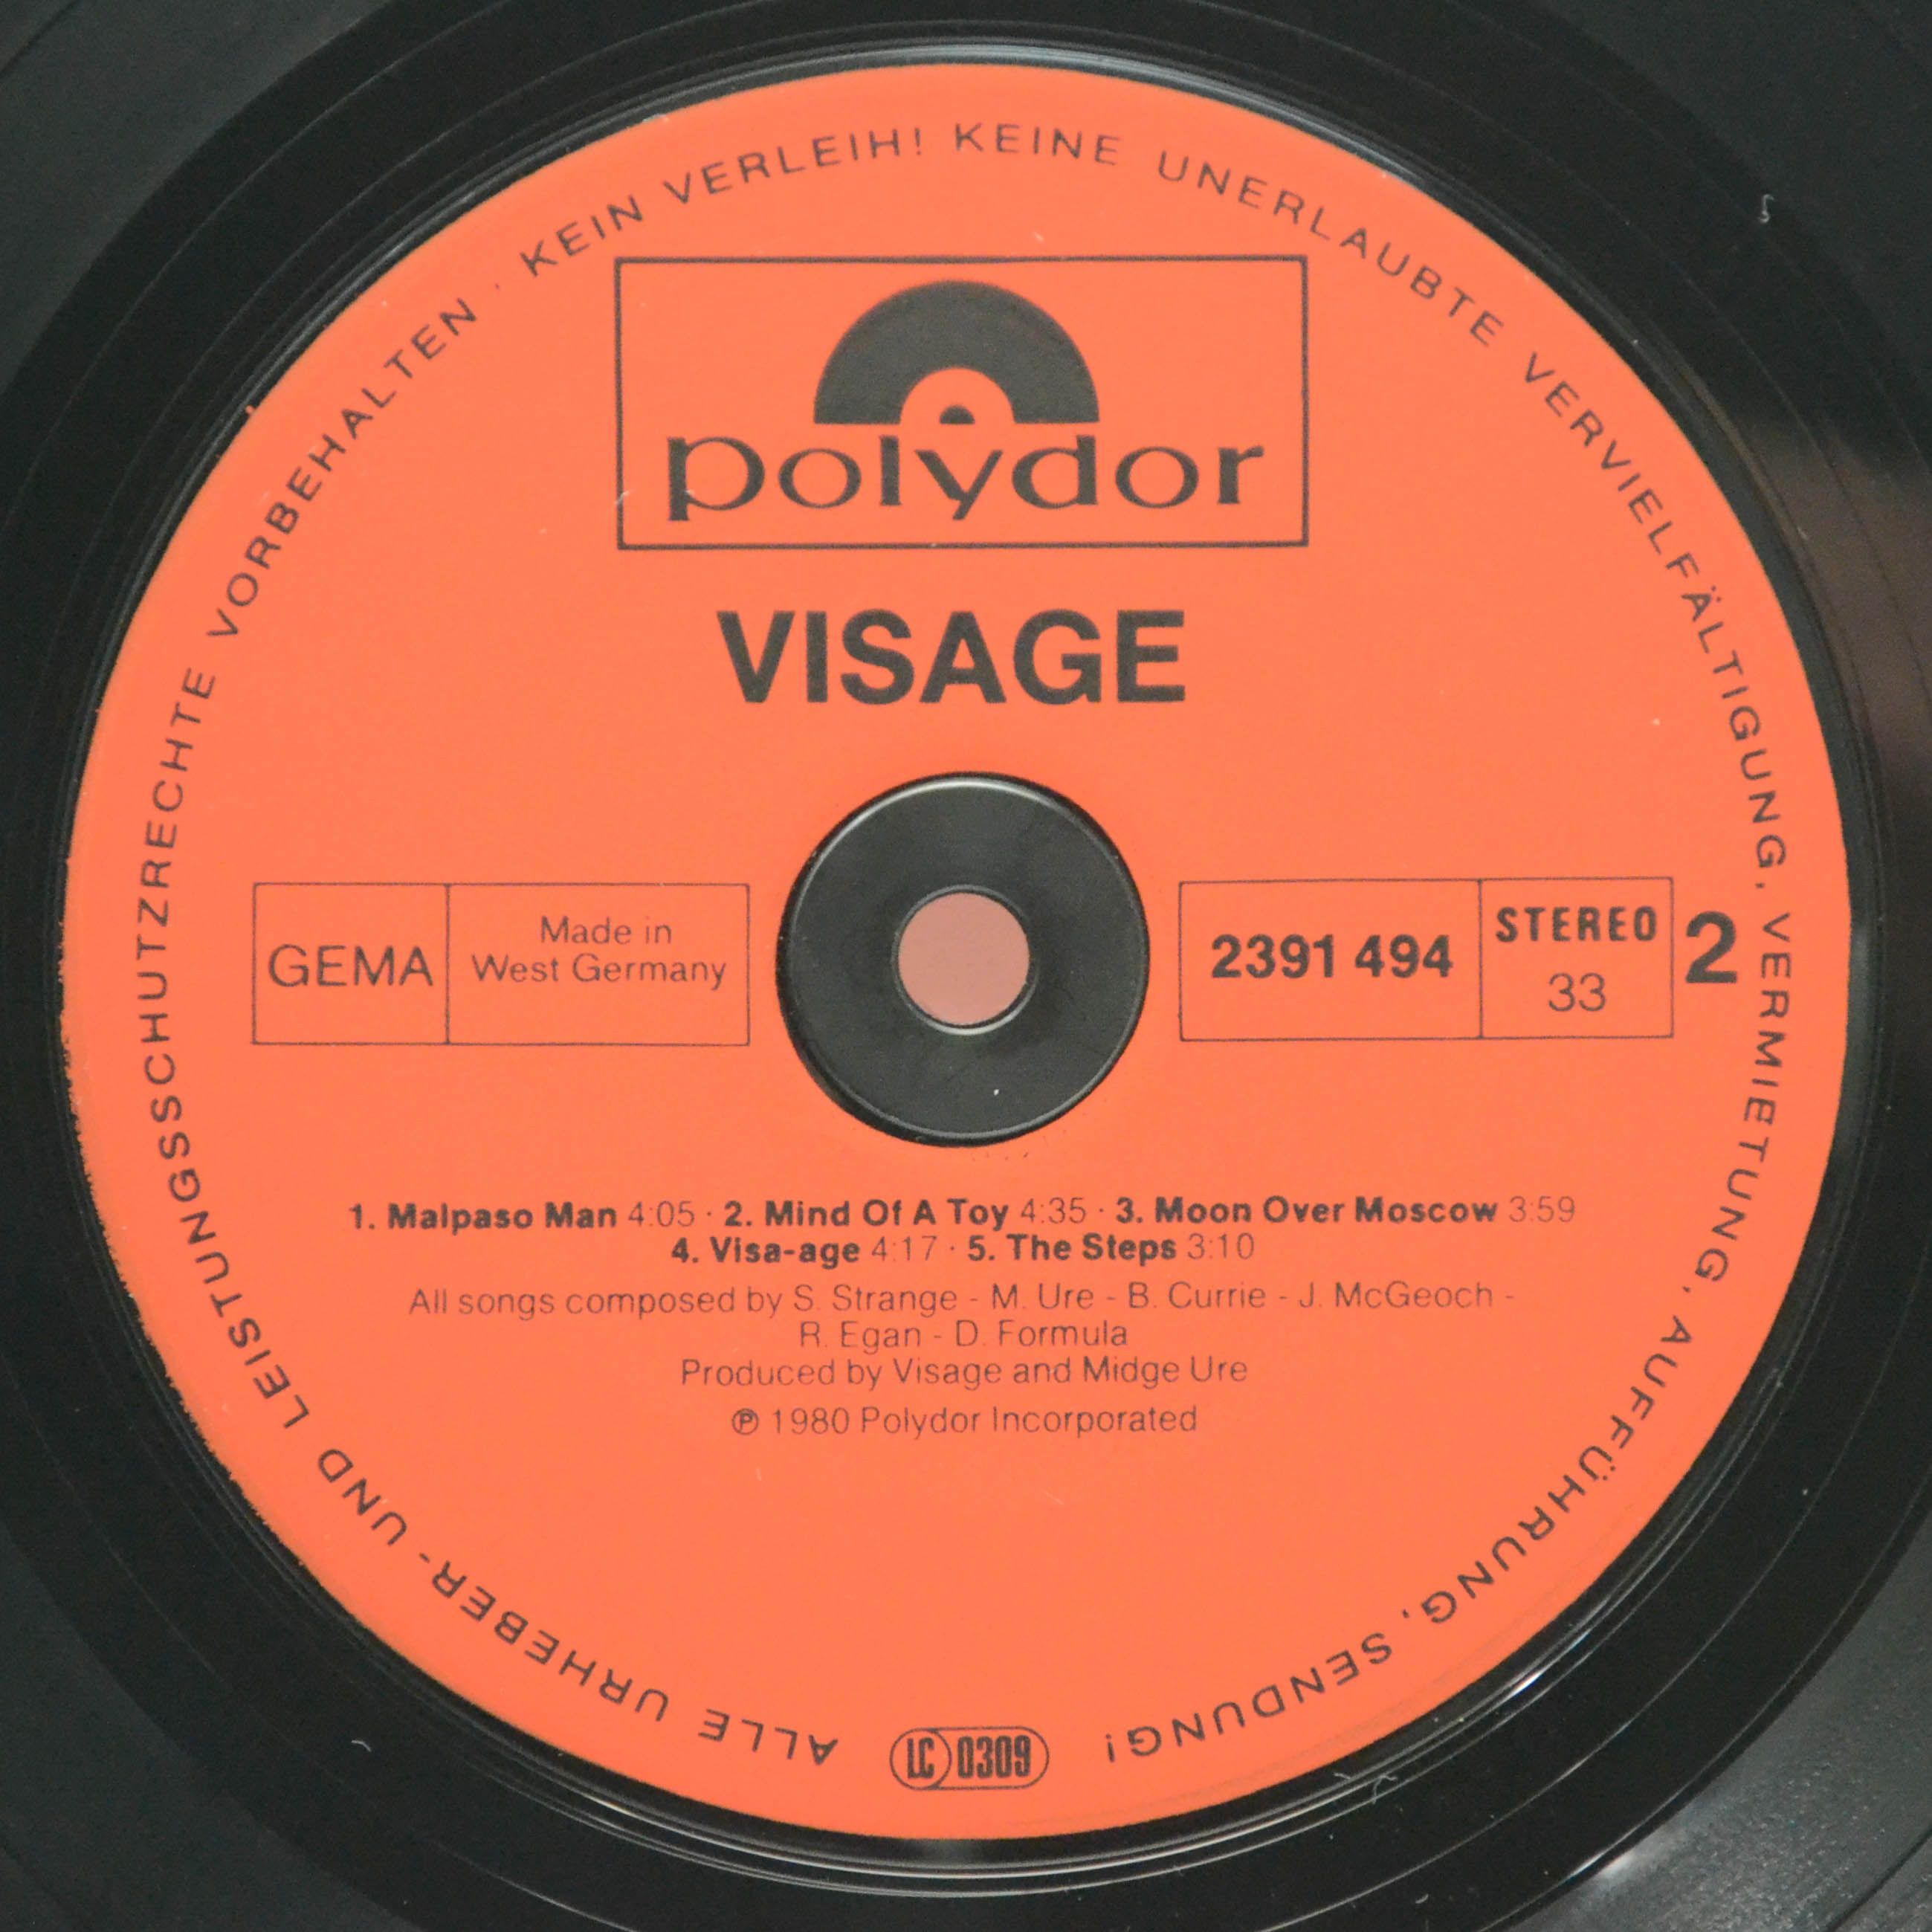 ALLE URHEBER- UND LEISTUNGSSCHUTZRECHTE VORBEHALTEN · KEIN VERLEIH! KEINE UNERLAUBTE VERVIELFÄLTIGUNG, VERMIETUNG, AUFFÜHRUNG, SENDUNG!
polydor
VISAGE
GEMA
Made in
West Germany
2391 494
STEREO
33
2
1. Malpaso Man 4:05 · 2. Mind Of A Toy 4:35 · 3. Moon Over Moscow 3:59
4. Visa-age 4:17 · 5. The Steps 3:10
All songs composed by S. Strange - M. Ure - B. Currie - J. McGeoch -
R. Egan - D. Formula
Produced by Visage and Midge Ure
℗ 1980 Polydor Incorporated
LC 0309